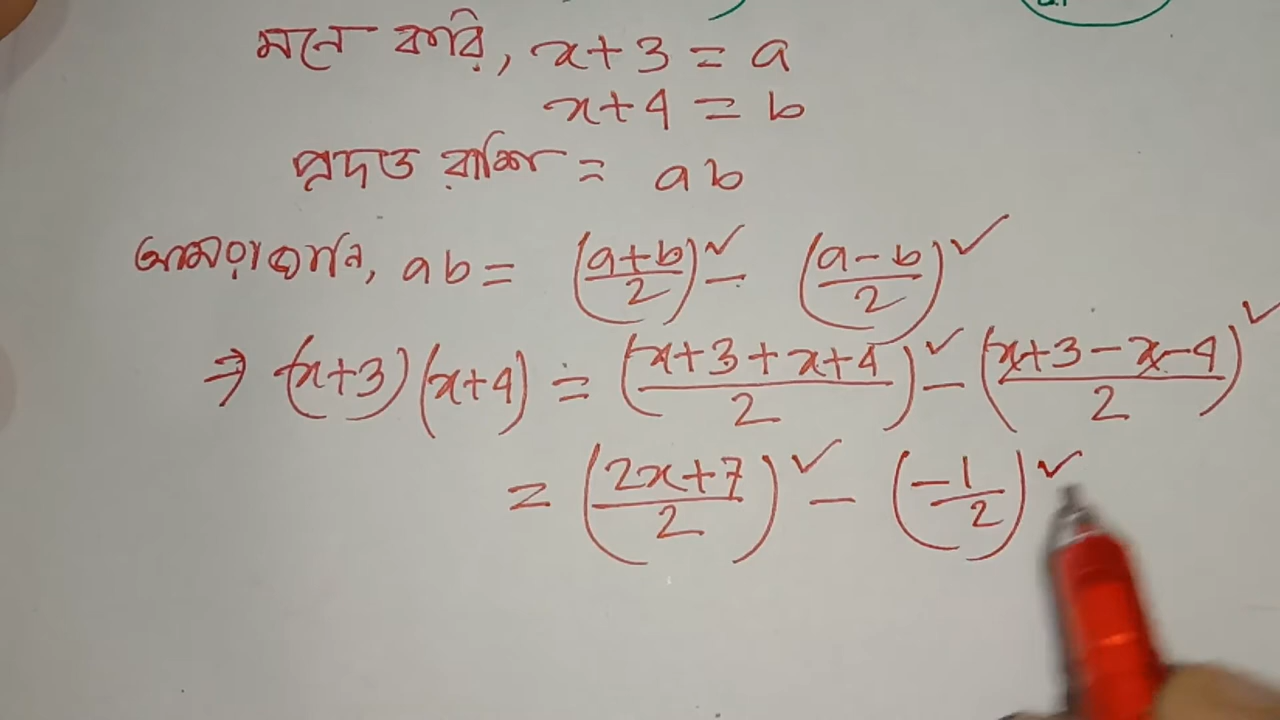 মনে করি, x+3 = a
x+4 = b
প্রদত্ত রাশি = ab
আমরা জানি, ab = (a+b/2)² - (a-b/2)²
⇒ (x+3)(x+4) = (x+3+x+4/2)² - (x+3-x-4/2)²
= (2x+7/2)² - (-1/2)²